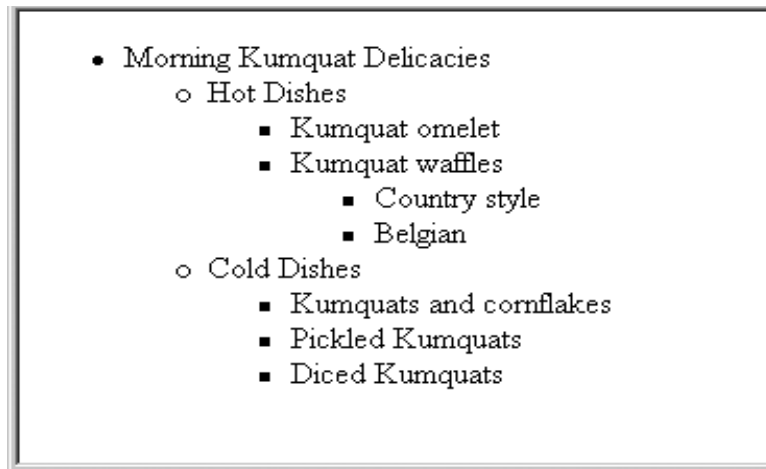 Morning Kumquat Delicacies
Hot Dishes
Kumquat omelet
Kumquat waffles
Country style
Belgian
Cold Dishes
Kumquats and cornflakes
Pickled Kumquats
Diced Kumquats